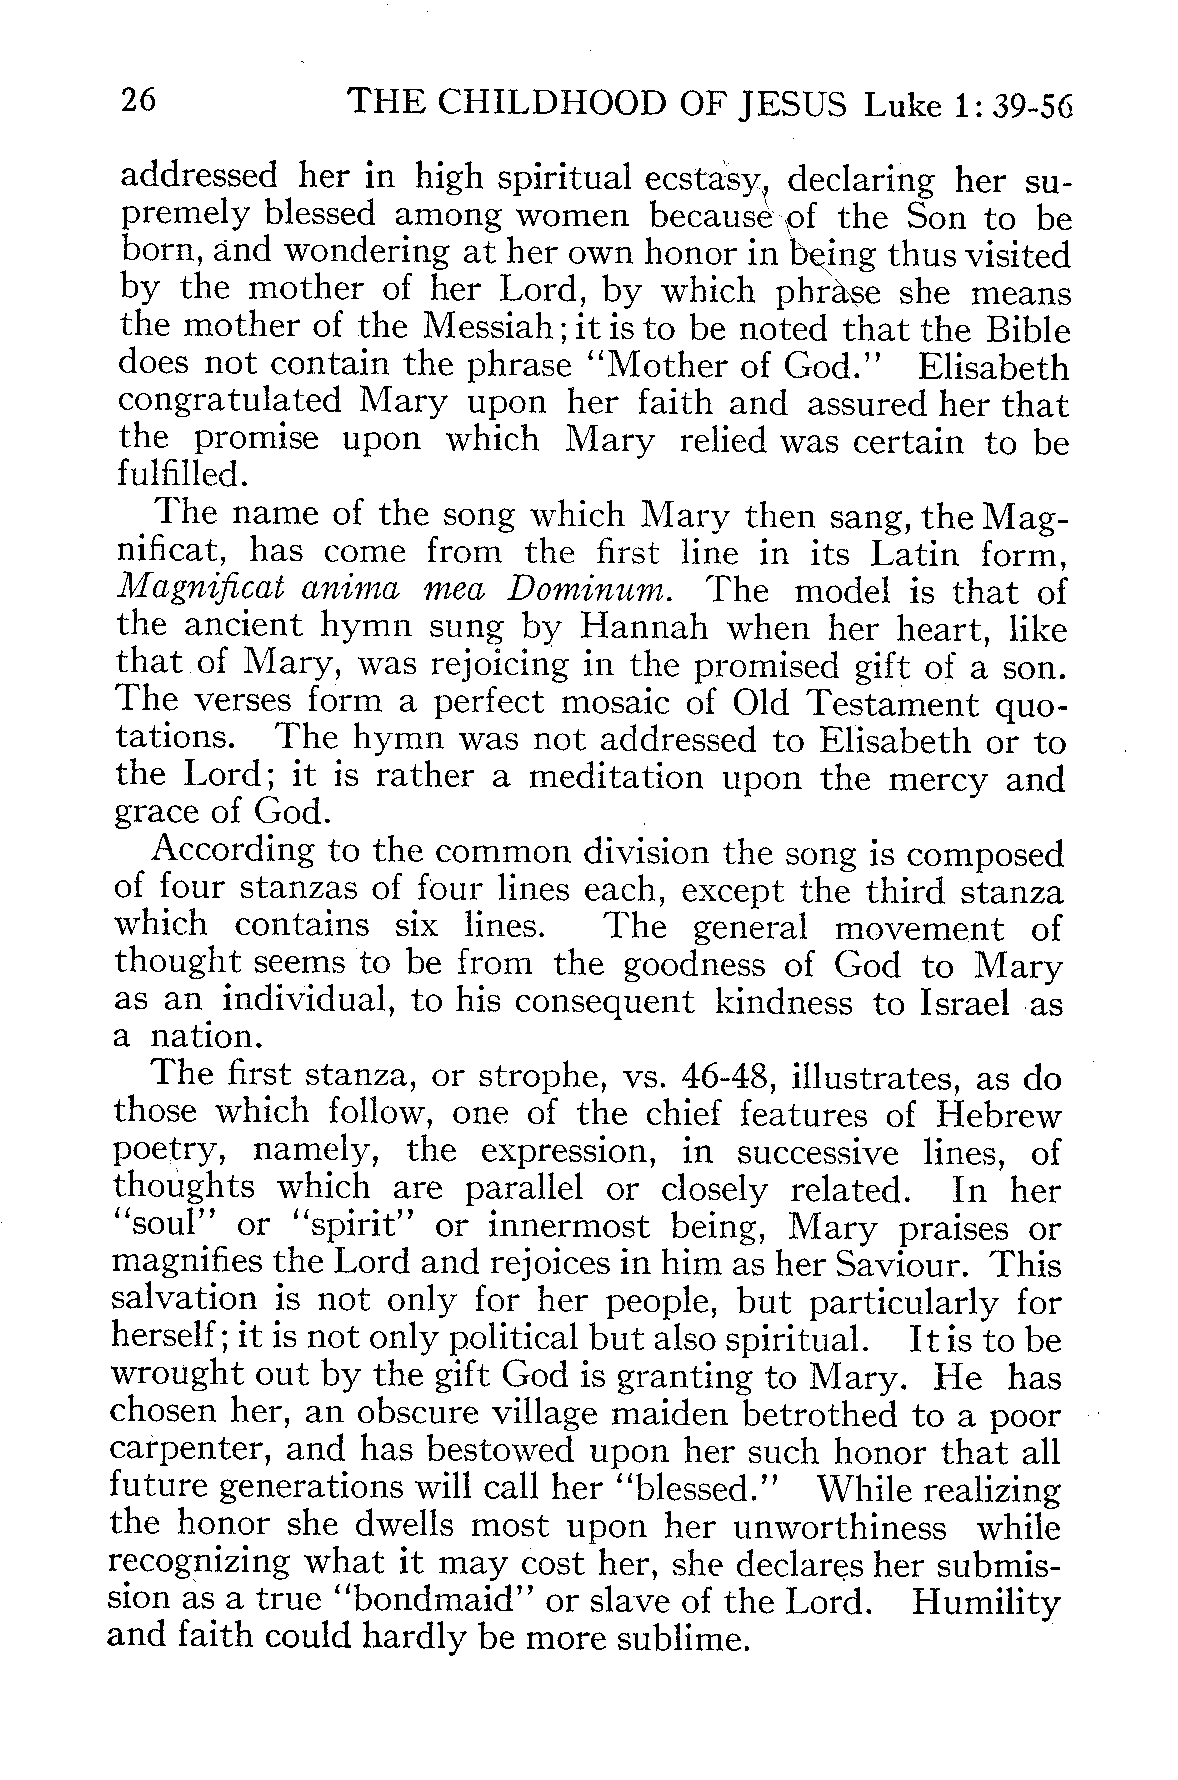 26 THE CHILDHOOD OF JESUS Luke 1: 39-56
addressed her in high spiritual ecstasy, declaring her su-
premely blessed among women because of the Son to be
born, and wondering at her own honor in being thus visited
by the mother of her Lord, by which phrase she means
the mother of the Messiah; it is to be noted that the Bible
does not contain the phrase “Mother of God.” Elisabeth
congratulated Mary upon her faith and assured her that
the promise upon which Mary relied was certain to be
fulfilled.
The name of the song which Mary then sang, the Mag-
nificat, has come from the first line in its Latin form,
Magnificat anima mea Dominum. The model is that of
the ancient hymn sung by Hannah when her heart, like
that of Mary, was rejoicing in the promised gift of a son.
The verses form a perfect mosaic of Old Testament quo-
tations. The hymn was not addressed to Elisabeth or to
the Lord; it is rather a meditation upon the mercy and
grace of God.
According to the common division the song is composed
of four stanzas of four lines each, except the third stanza
which contains six lines. The general movement of
thought seems to be from the goodness of God to Mary
as an individual, to his consequent kindness to Israel as
a nation.
The first stanza, or strophe, vs. 46-48, illustrates, as do
those which follow, one of the chief features of Hebrew
poetry, namely, the expression, in successive lines, of
thoughts which are parallel or closely related. In her
“soul” or “spirit” or innermost being, Mary praises or
magnifies the Lord and rejoices in him as her Saviour. This
salvation is not only for her people, but particularly for
herself; it is not only political but also spiritual. It is to be
wrought out by the gift God is granting to Mary. He has
chosen her, an obscure village maiden betrothed to a poor
carpenter, and has bestowed upon her such honor that all
future generations will call her “blessed.” While realizing
the honor she dwells most upon her unworthiness while
recognizing what it may cost her, she declares her submis-
sion as a true “bondmaid” or slave of the Lord. Humility
and faith could hardly be more sublime.